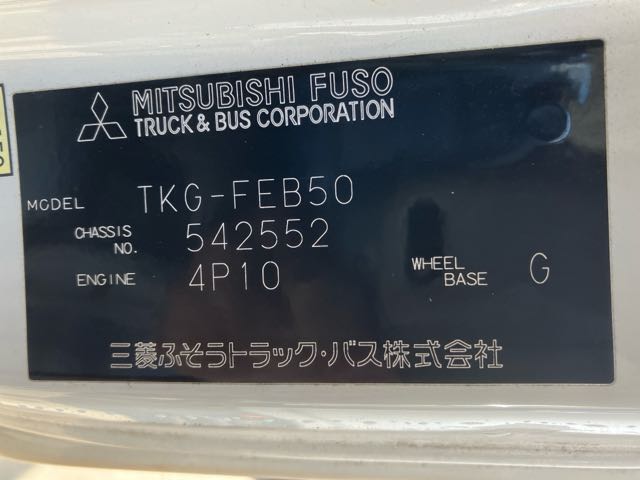 MITSUBISHI FUSO
TRUCK & BUS CORPORATION
MODEL TKG-FEB50
CHASSIS NO. 542552
ENGINE 4P10 WHEEL BASE G
三菱ふそうトラック・バス株式会社